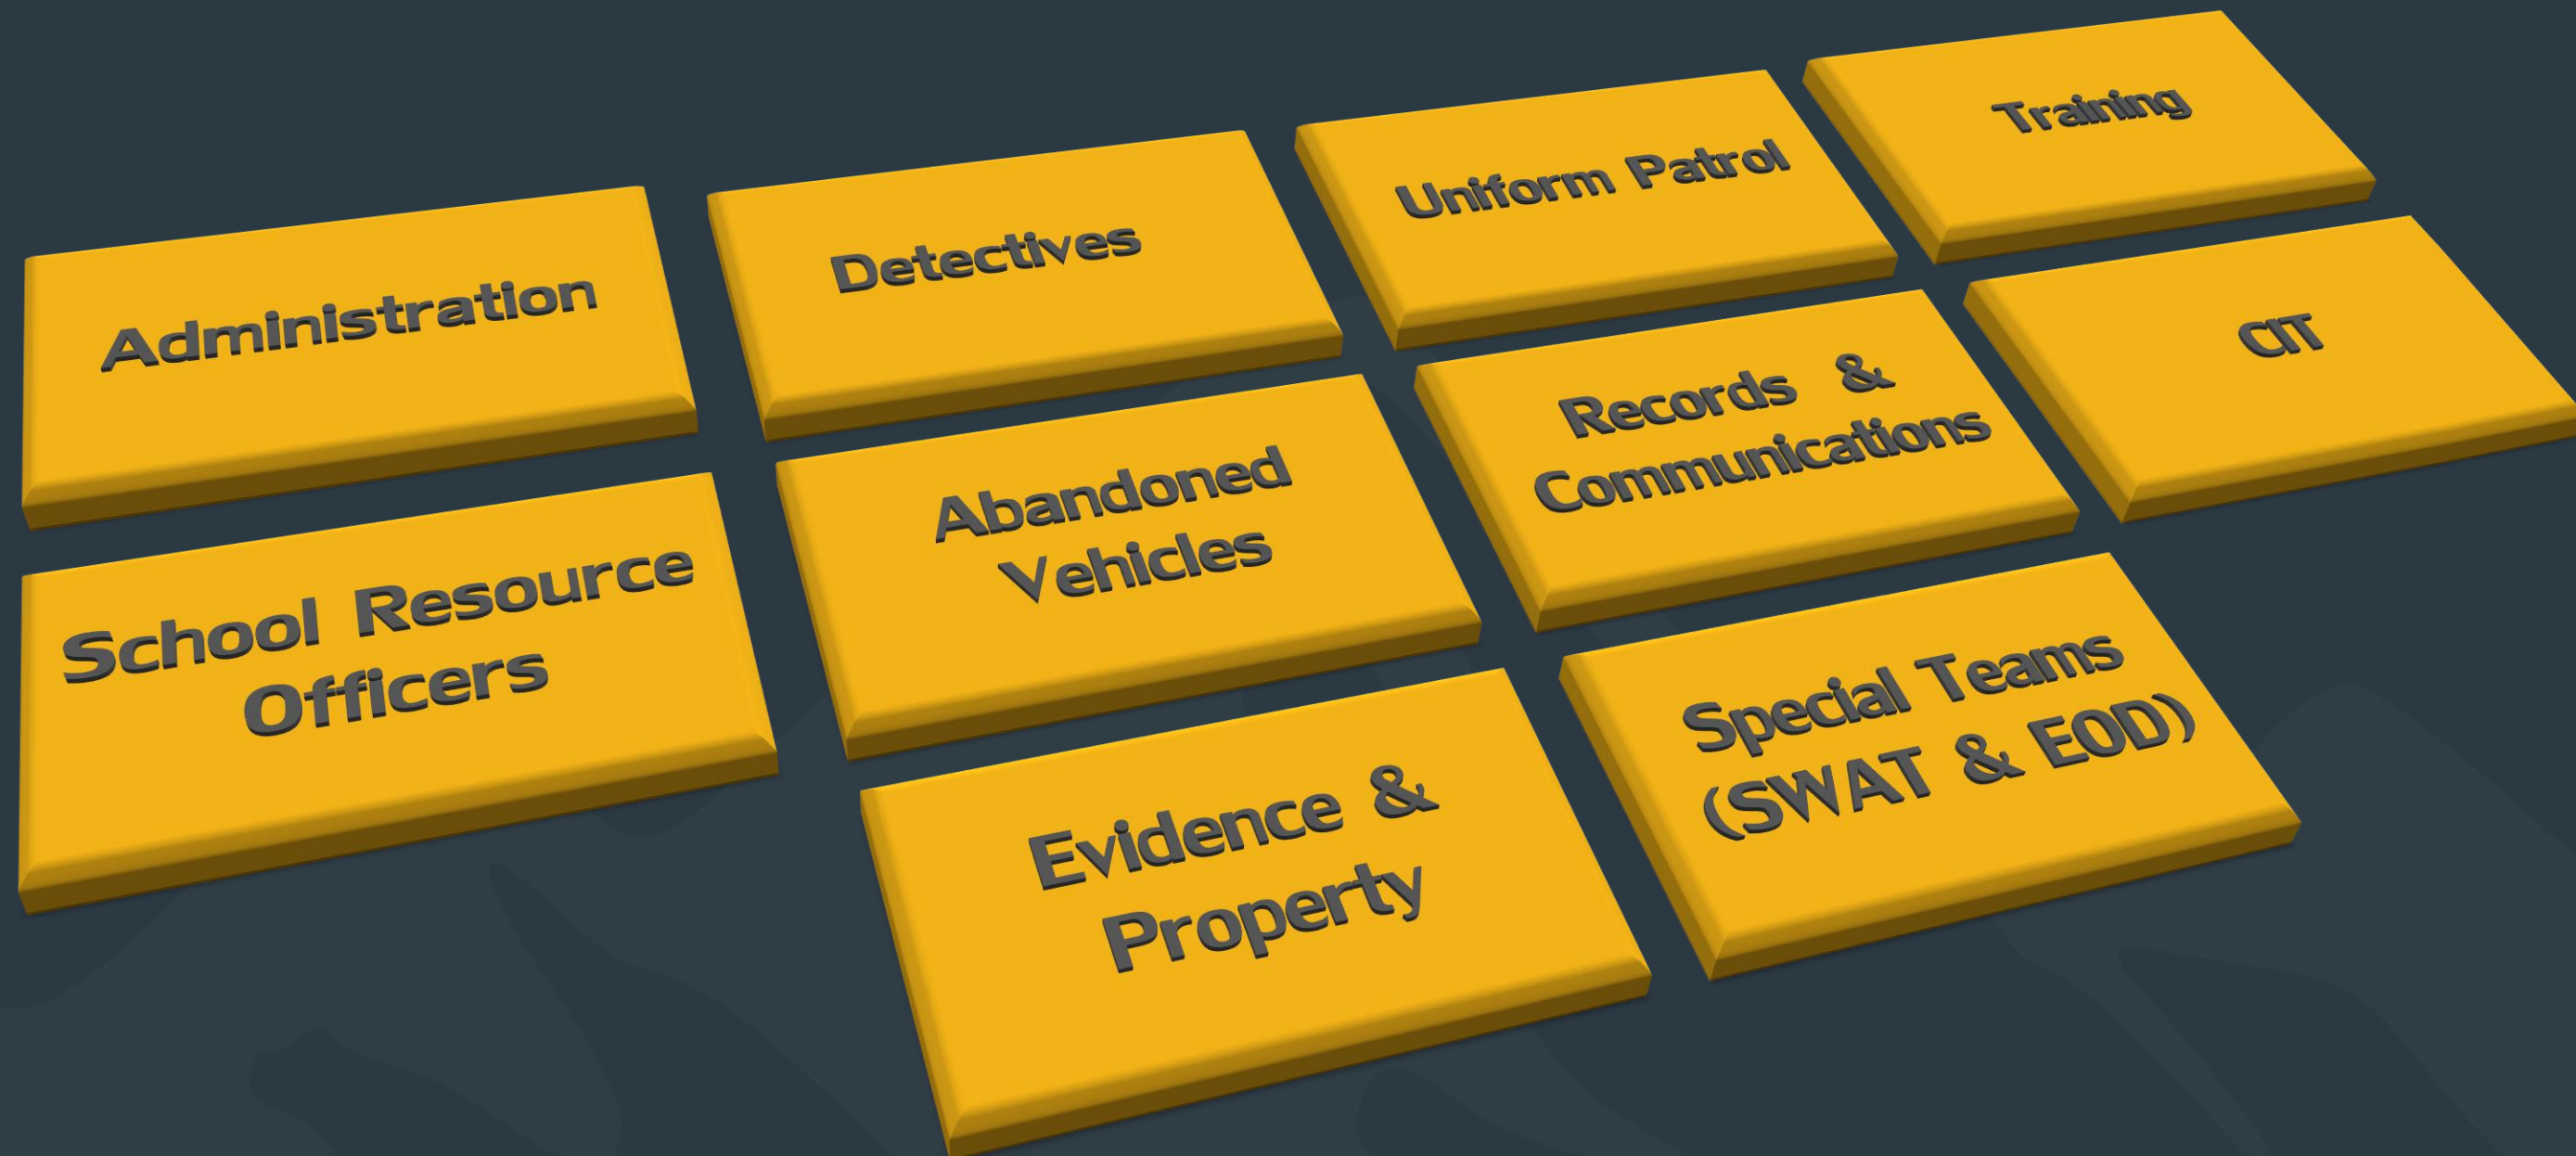 Administration
Detectives
Uniform Patrol
Training
School Resource
Officers
Abandoned
Vehicles
Records & 
Communications
CIT
Evidence &
Property
Special Teams
(SWAT & EOD)